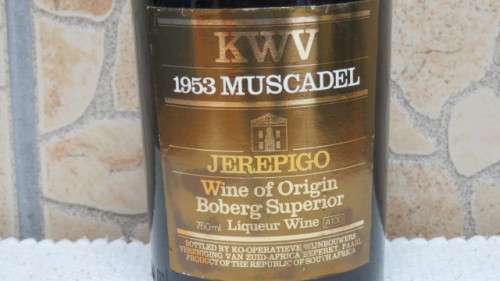 KWV
1953 MUSCADEL
JEREPIGO
Wine of Origin
Boberg Superior
750ml Liqueur Wine A13
BOTTLED BY KO-OPERATIEVE WIJNBOUWERS
VERENIGING VAN ZUID-AFRIKA BEPERKT, PAARL
PRODUCT OF THE REPUBLIC OF SOUTH AFRICA